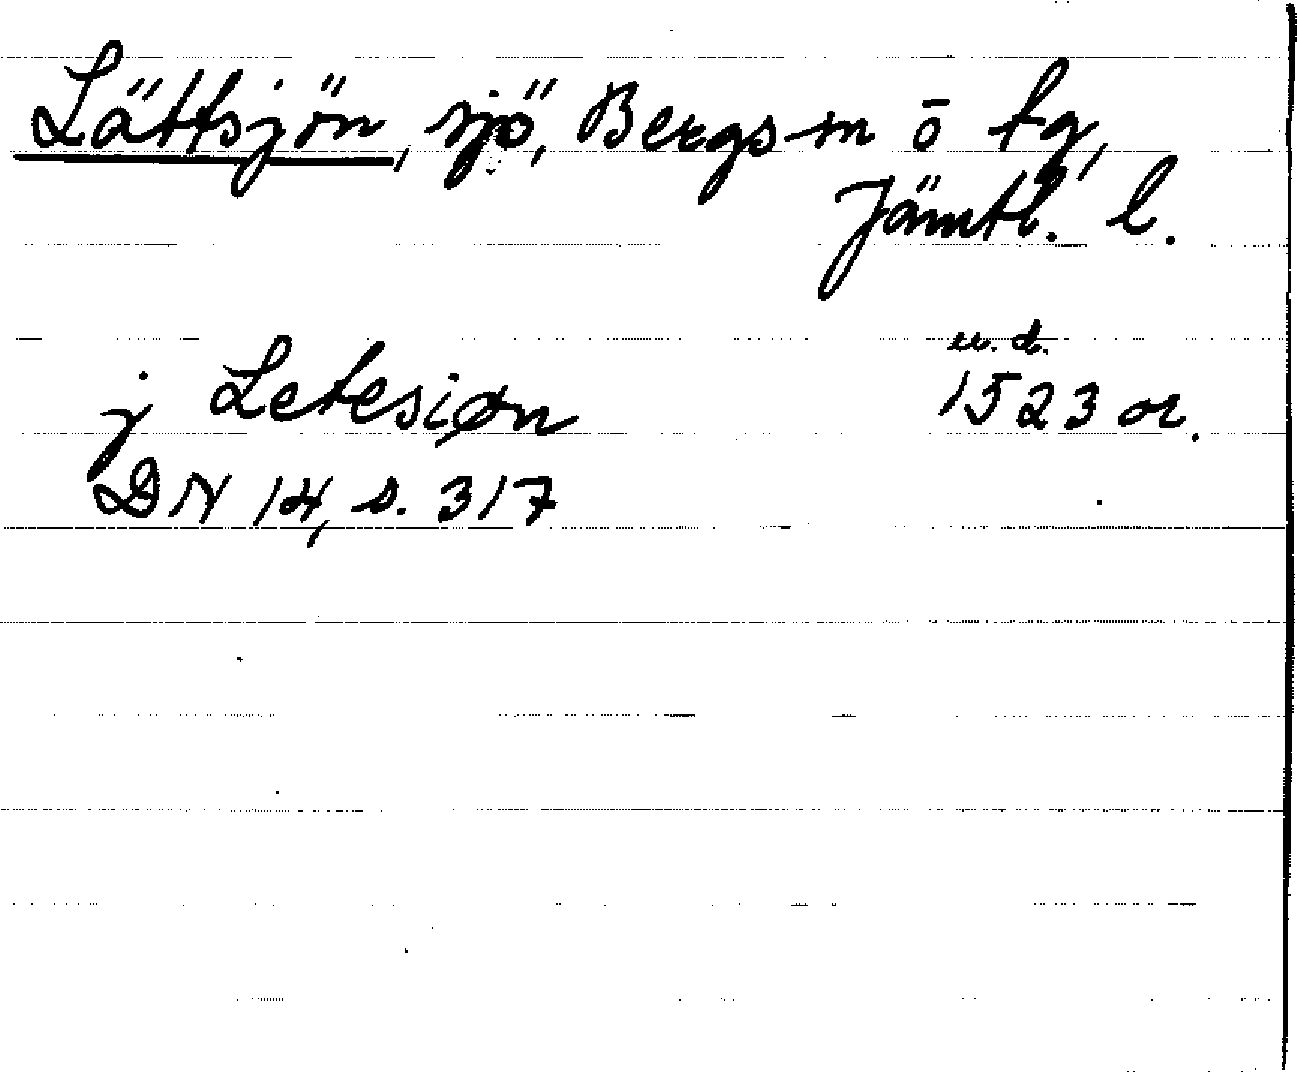 Lättsjön, sjö, Bergs sn o tg,
Jämtl. l.
u. d.
j Letesiøn 1523 or.
DN 14, s. 317